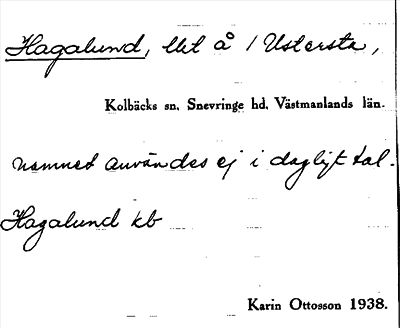 Hagalund, lht å 1 Ustersta,
Kolbäcks sn. Snevringe hd. Västmanlands län.
namnet användes ej i dagligt tal.
Hagalund kb
Karin Ottosson 1938.